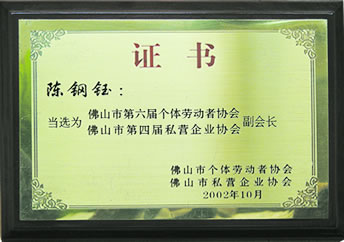 证书
陈钢钰：
佛山市第六届个体劳动者协会
当选为 副会长
佛山市第四届私营企业协会
佛山市个体劳动者协会
佛山市私营企业协会
2002年10月